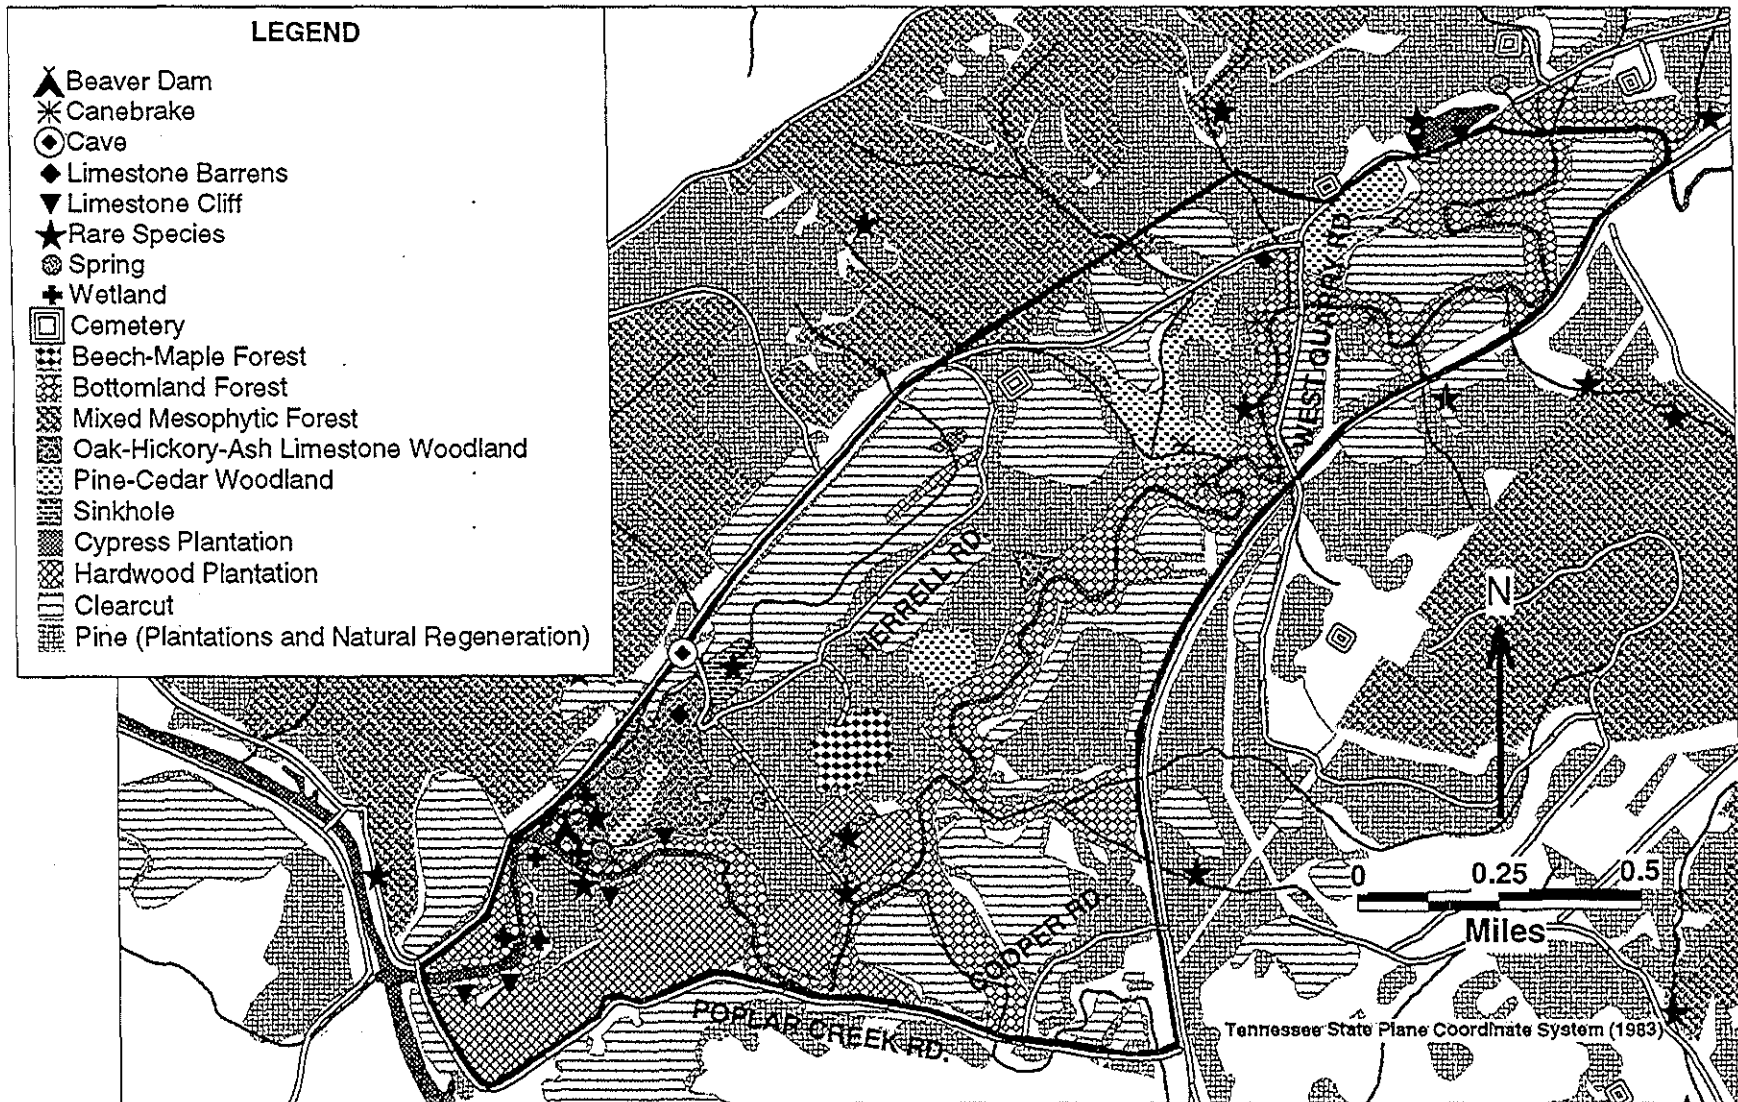 LEGEND
Beaver Dam
Canebrake
Cave
Limestone Barrens
Limestone Cliff
Rare Species
Spring
Wetland
Cemetery
Beech-Maple Forest
Bottomland Forest
Mixed Mesophytic Forest
Oak-Hickory-Ash Limestone Woodland
Pine-Cedar Woodland
Sinkhole
Cypress Plantation
Hardwood Plantation
Clearcut
Pine (Plantations and Natural Regeneration)
WEST QUARRY RD
HERRELL RD
N
0 0.25 0.5
Miles
COOPER RD
POPLAR CREEK RD.
Tennessee State Plane Coordinate System (1983)